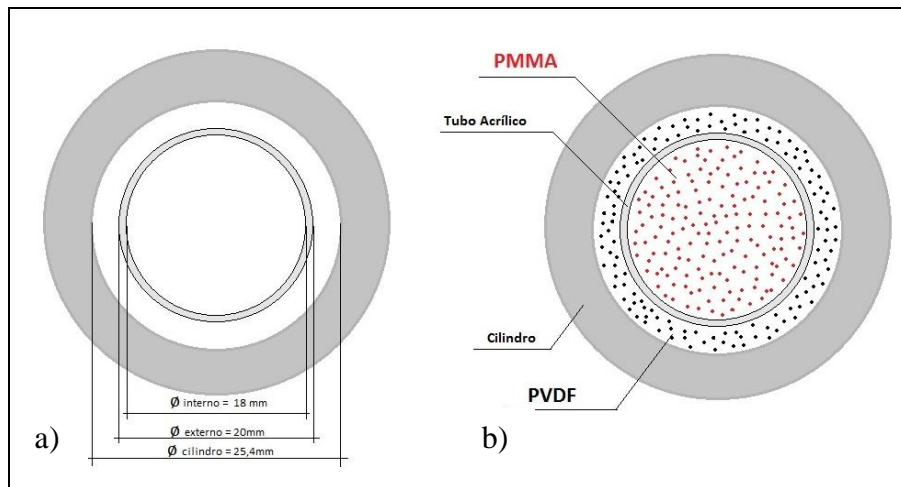 PMMA
Tubo Acrílico
Cilindro
PVDF
Ø interno = 18 mm
Ø externo = 20mm
Ø cilindro = 25,4mm
a)
b)